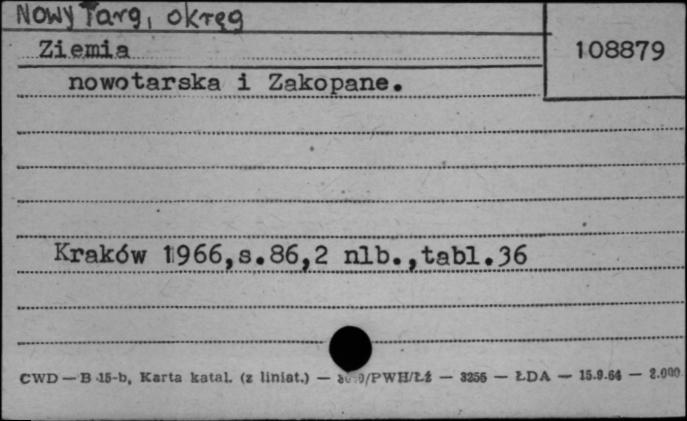 Nowy Targ, okręg
Ziemia
108879
nowotarska i Zakopane.
Kraków 1966,s.86,2 nlb.,tabl.36
CWD — B 15-b, Karta katal. (z liniat.) — /PWH/Łź — 3256 — ŁDA — 15.9.64 — 2.000